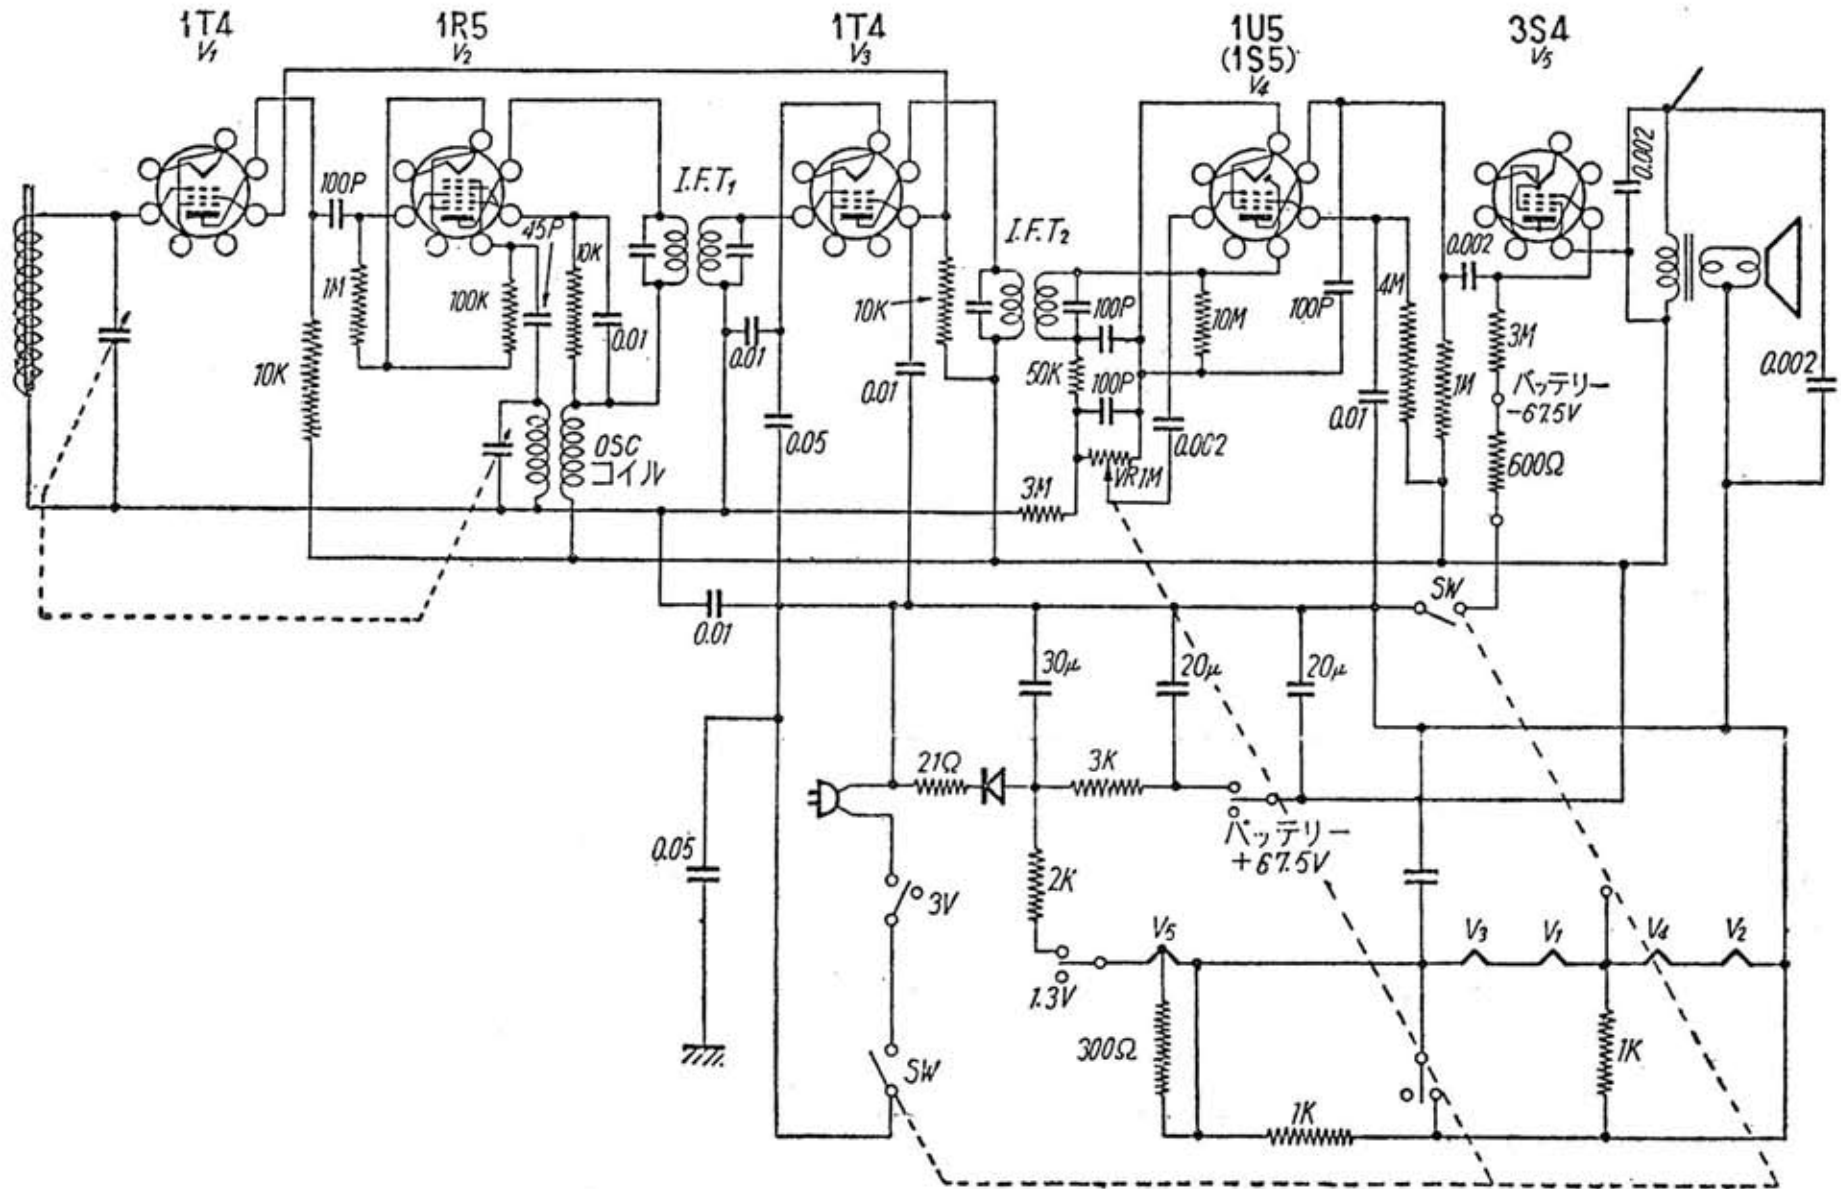 1T4
V1
1R5
V2
1T4
V3
1U5
(1S5)
V4
3S4
V5
100P
1M
10K
100K
45P
10K
0.01
OSC
コイル
I.F.T1
0.01
0.05
0.01
10K
I.F.T2
100P
50K
100P
3M
VR1M
10M
0.002
100P
0.01
4M
1M
0.002
3M
バッテリー
-67.5V
600Ω
0.002
0.002
0.01
SW
30μ
20μ
20μ
21Ω
3K
バッテリー
+67.5V
0.05
3V
2K
1.3V
V5
V3
V1
V4
V2
SW
300Ω
1K
1K